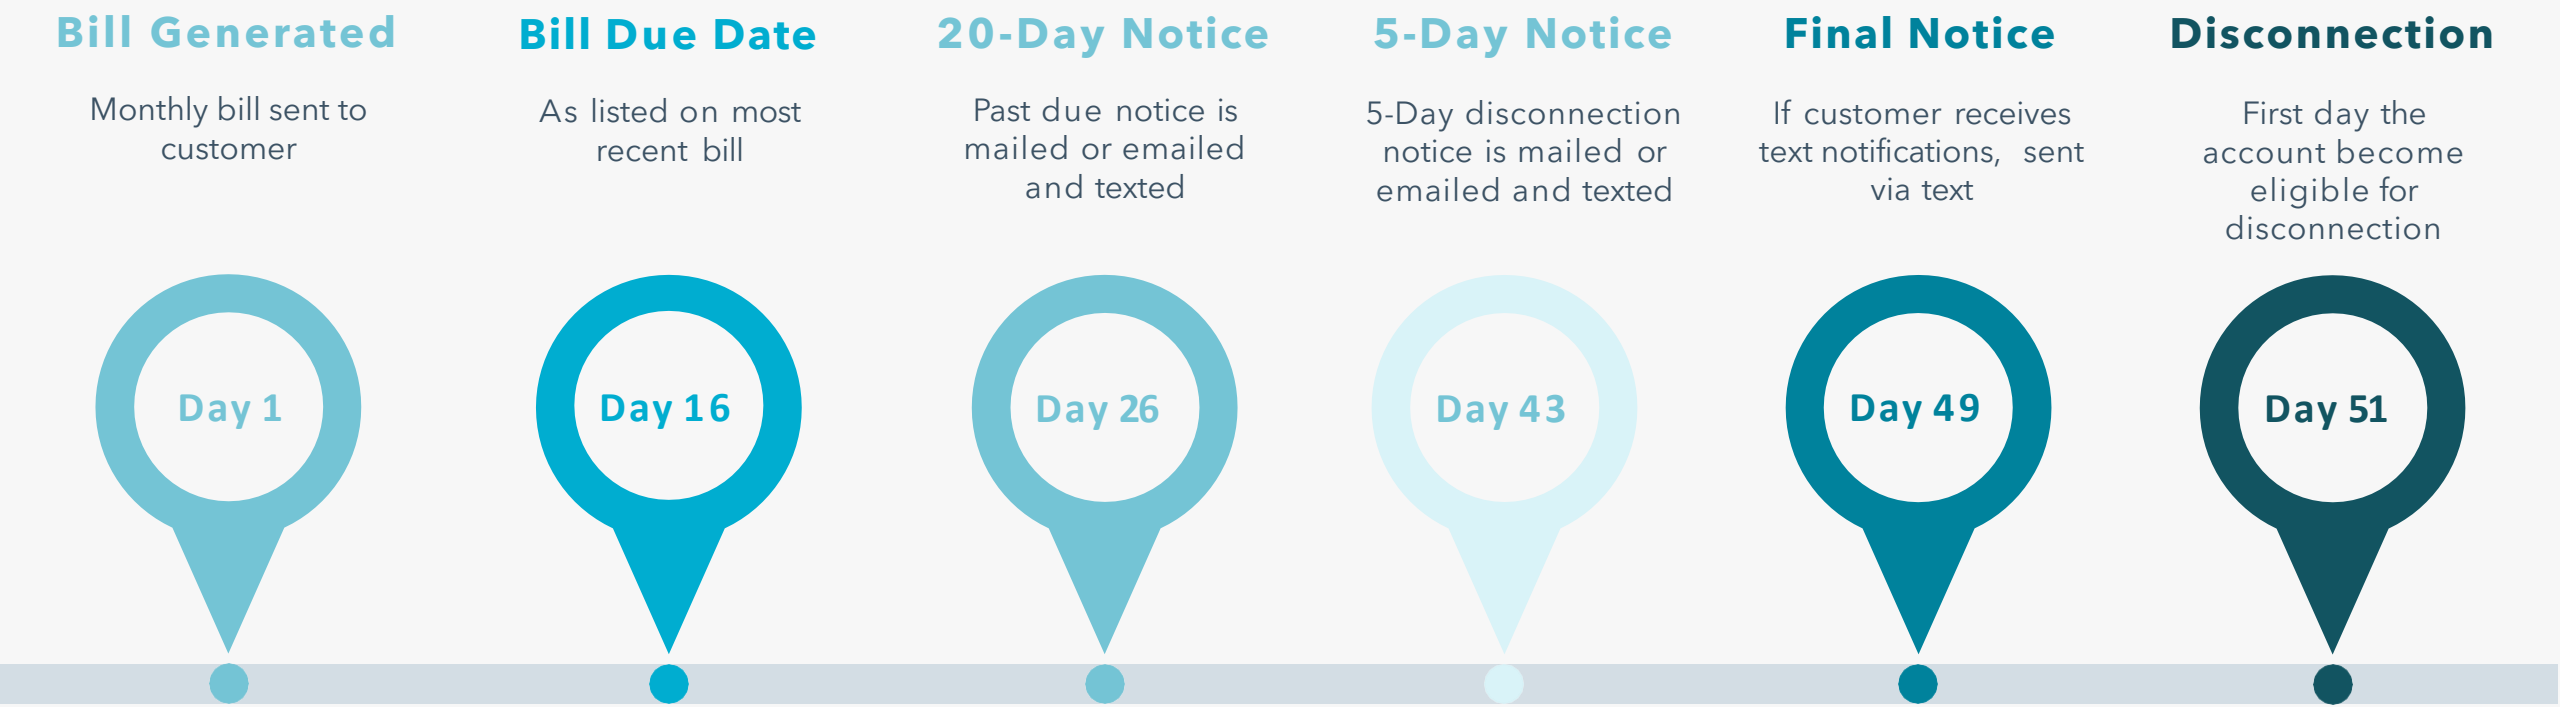 Bill Generated
Monthly bill sent to
customer
Day 1
Bill Due Date
As listed on most
recent bill
Day 16
20-Day Notice
Past due notice is
mailed or emailed
and texted
Day 26
5-Day Notice
5-Day disconnection
notice is mailed or
emailed and texted
Day 43
Final Notice
If customer receives
text notifications, sent
via text
Day 49
Disconnection
First day the
account become
eligible for
disconnection
Day 51